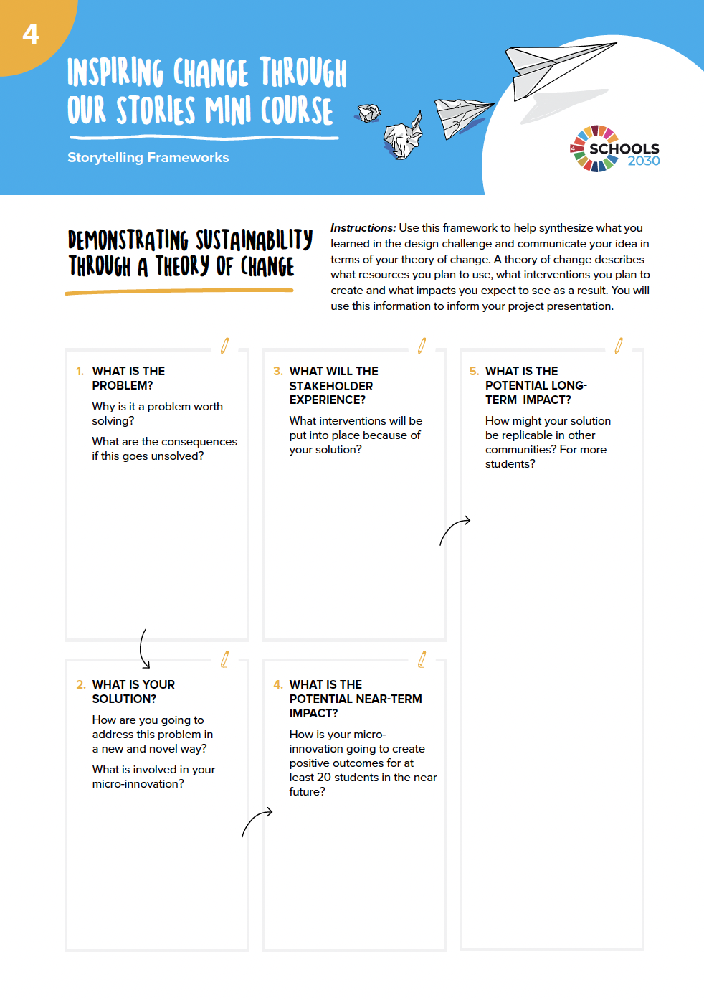 4
INSPIRING CHANGE THROUGH
OUR STORIES MINI COURSE
Storytelling Frameworks
4
SCHOOLS
2030
DEMONSTRATING SUSTAINABILITY
THROUGH A THEORY OF CHANGE
Instructions: Use this framework to help synthesize what you
learned in the design challenge and communicate your idea in
terms of your theory of change. A theory of change describes
what resources you plan to use, what interventions you plan to
create and what impacts you expect to see as a result. You will
use this information to inform your project presentation.
1. WHAT IS THE
PROBLEM?
Why is it a problem worth
solving?
What are the consequences
if this goes unsolved?
2. WHAT IS YOUR
SOLUTION?
How are you going to
address this problem in
a new and novel way?
What is involved in your
micro-innovation?
3. WHAT WILL THE
STAKEHOLDER
EXPERIENCE?
What interventions will be
put into place because of
your solution?
4. WHAT IS THE
POTENTIAL NEAR-TERM
IMPACT?
How is your micro-
innovation going to create
positive outcomes for at
least 20 students in the near
future?
5. WHAT IS THE
POTENTIAL LONG-
TERM IMPACT?
How might your solution
be replicable in other
communities? For more
students?